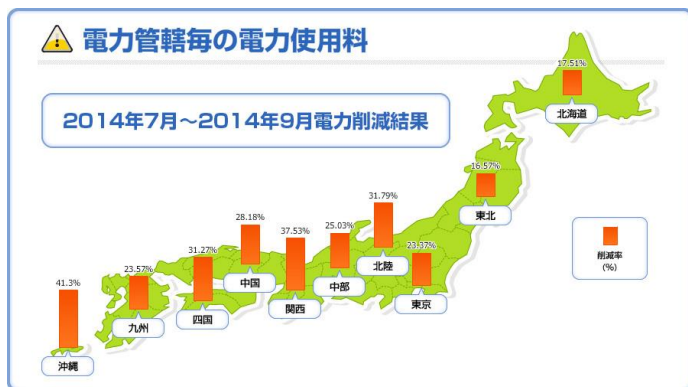 電力管轄毎の電力使用料
2014年7月～2014年9月電力削減結果
17.51%
北海道
16.57%
東北
31.79%
北陸
23.37%
東京
25.03%
中部
37.53%
関西
28.18%
中国
31.27%
四国
23.57%
九州
41.3%
沖縄
削減率
(%)